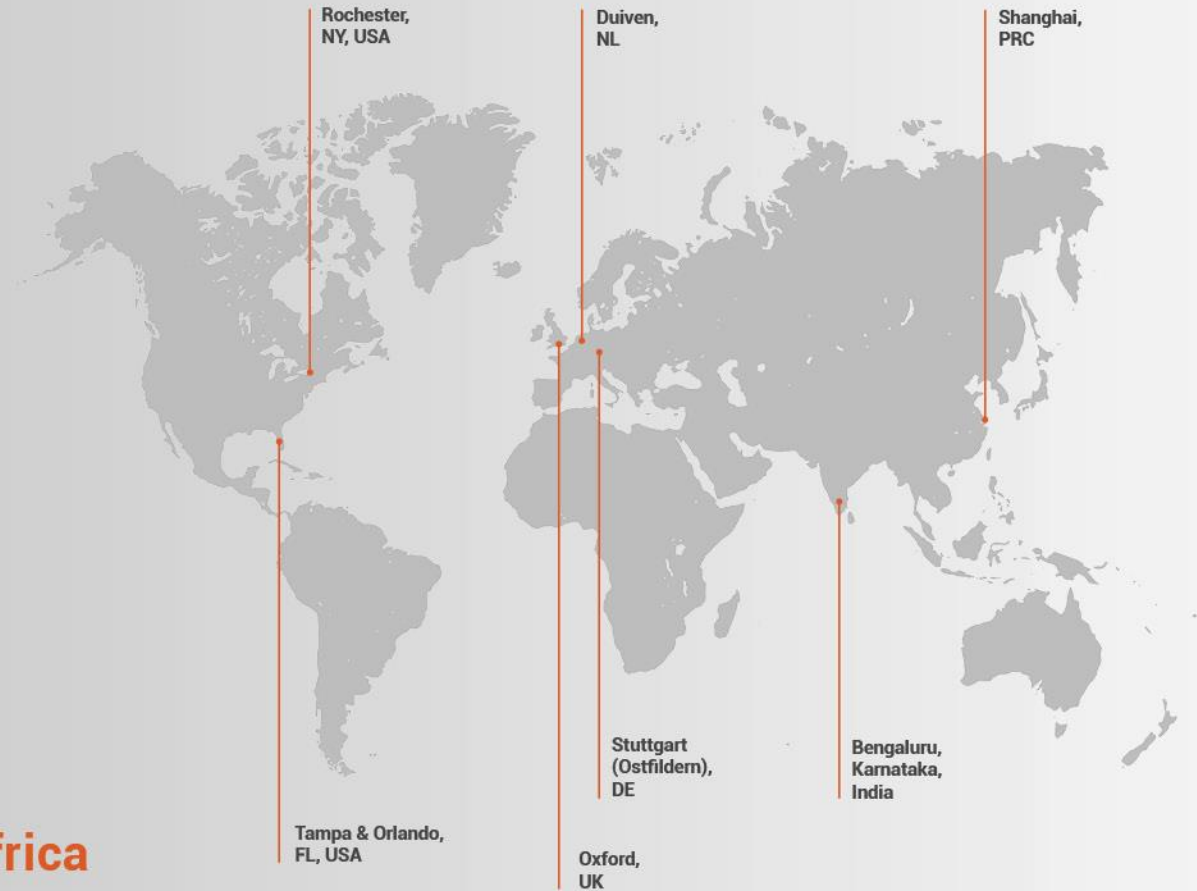 Rochester,
NY, USA
Duiven,
NL
Shanghai,
PRC
Stuttgart
(Ostfildern),
DE
Bengaluru,
Karnataka,
India
Tampa & Orlando,
FL, USA
Oxford,
UK